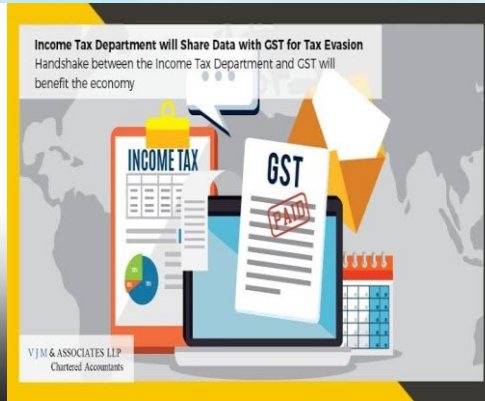 Income Tax Department will Share Data with GST for Tax Evasion
Handshake between the Income Tax Department and GST will
benefit the economy
INCOME TAX
GST
PAID
V J M & ASSOCIATES LLP
Chartered Accountants